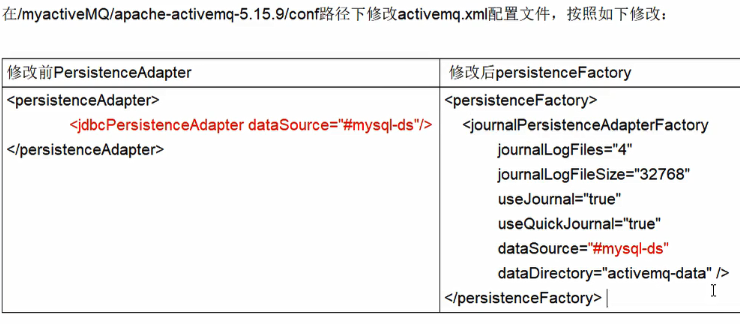 在/myactiveMQ/apache-activemq-5.15.9/conf路径下修改activemq.xml配置文件，按照如下修改：
修改前PersistenceAdapter
<persistenceAdapter>
<jdbcPersistenceAdapter dataSource="#mysql-ds"/>
</persistenceAdapter>
修改后persistenceFactory
<persistenceFactory>
<journalPersistenceAdapterFactory
journalLogFiles="4"
journalLogFileSize="32768"
useJournal="true"
useQuickJournal="true"
dataSource="#mysql-ds"
dataDirectory="activemq-data" />
</persistenceFactory>